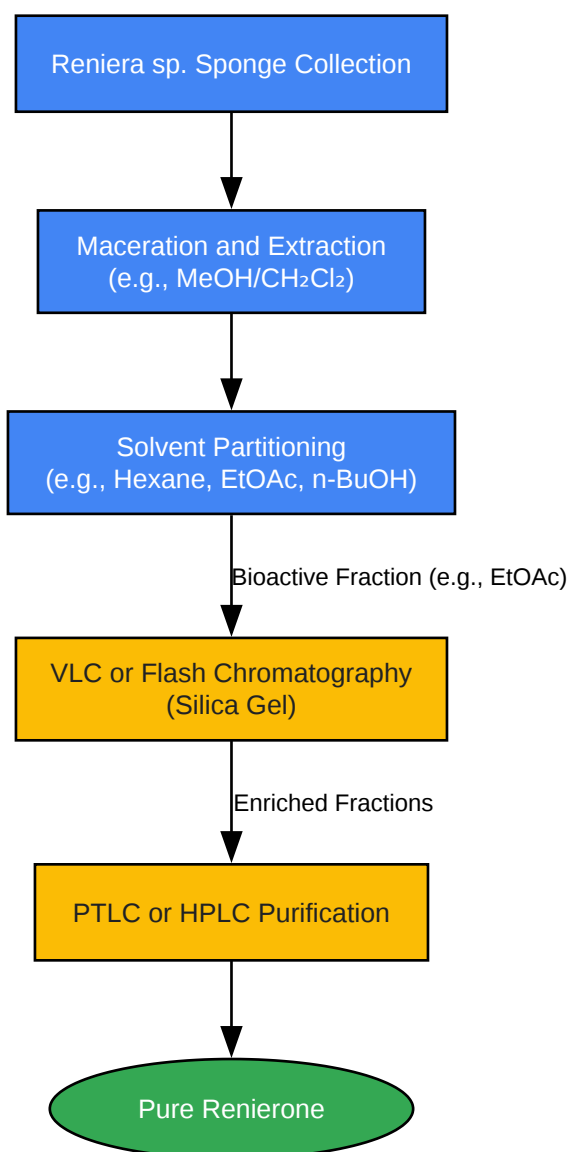 Reniera sp. Sponge Collection
Maceration and Extraction
(e.g., MeOH/CH₂Cl₂)
Solvent Partitioning
(e.g., Hexane, EtOAc, n-BuOH)
Bioactive Fraction (e.g., EtOAc)
VLC or Flash Chromatography
(Silica Gel)
Enriched Fractions
PTLC or HPLC Purification
Pure Renierone